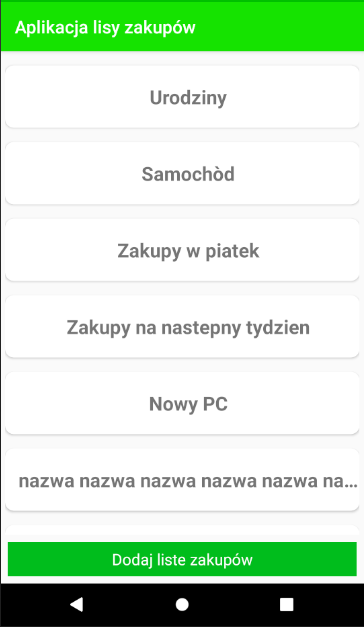 Aplikacja lisy zakupów
Urodziny
Samochòd
Zakupy w piatek
Zakupy na nastepny tydzien
Nowy PC
nazwa nazwa nazwa nazwa nazwa na...
Dodaj liste zakupów